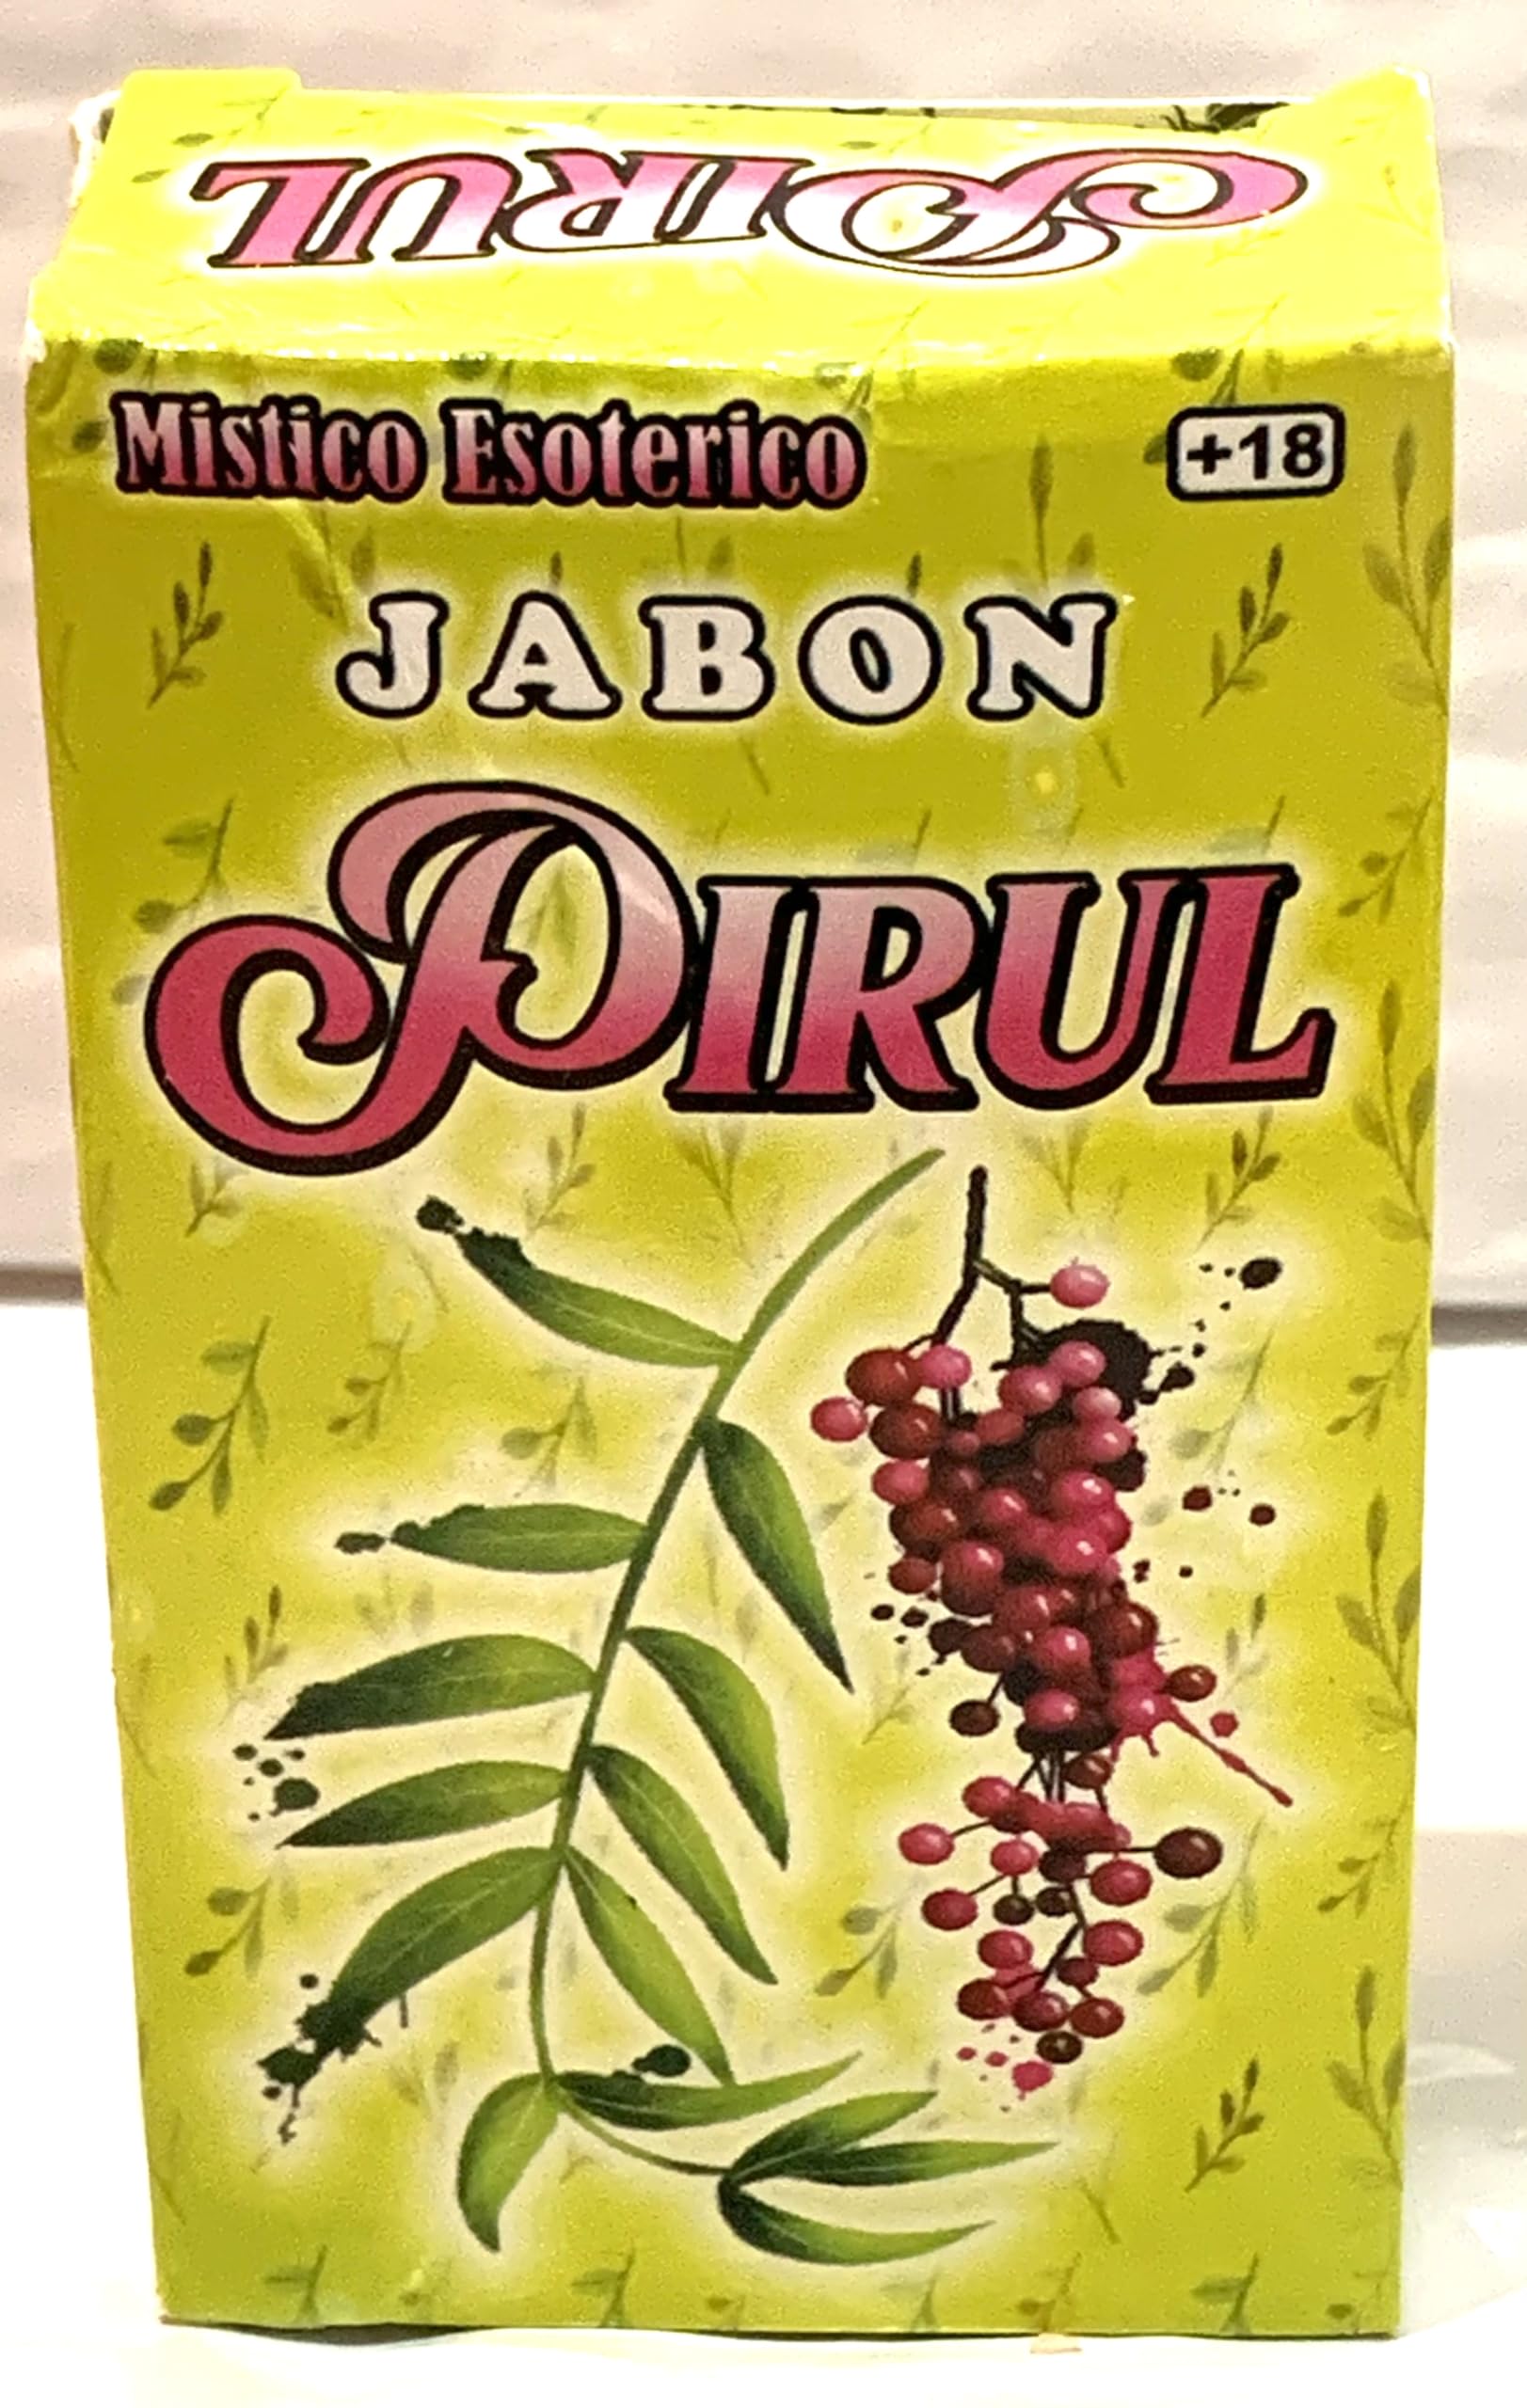 PIRUL
Mistico Esoterico
+18
JABON
PIRUL